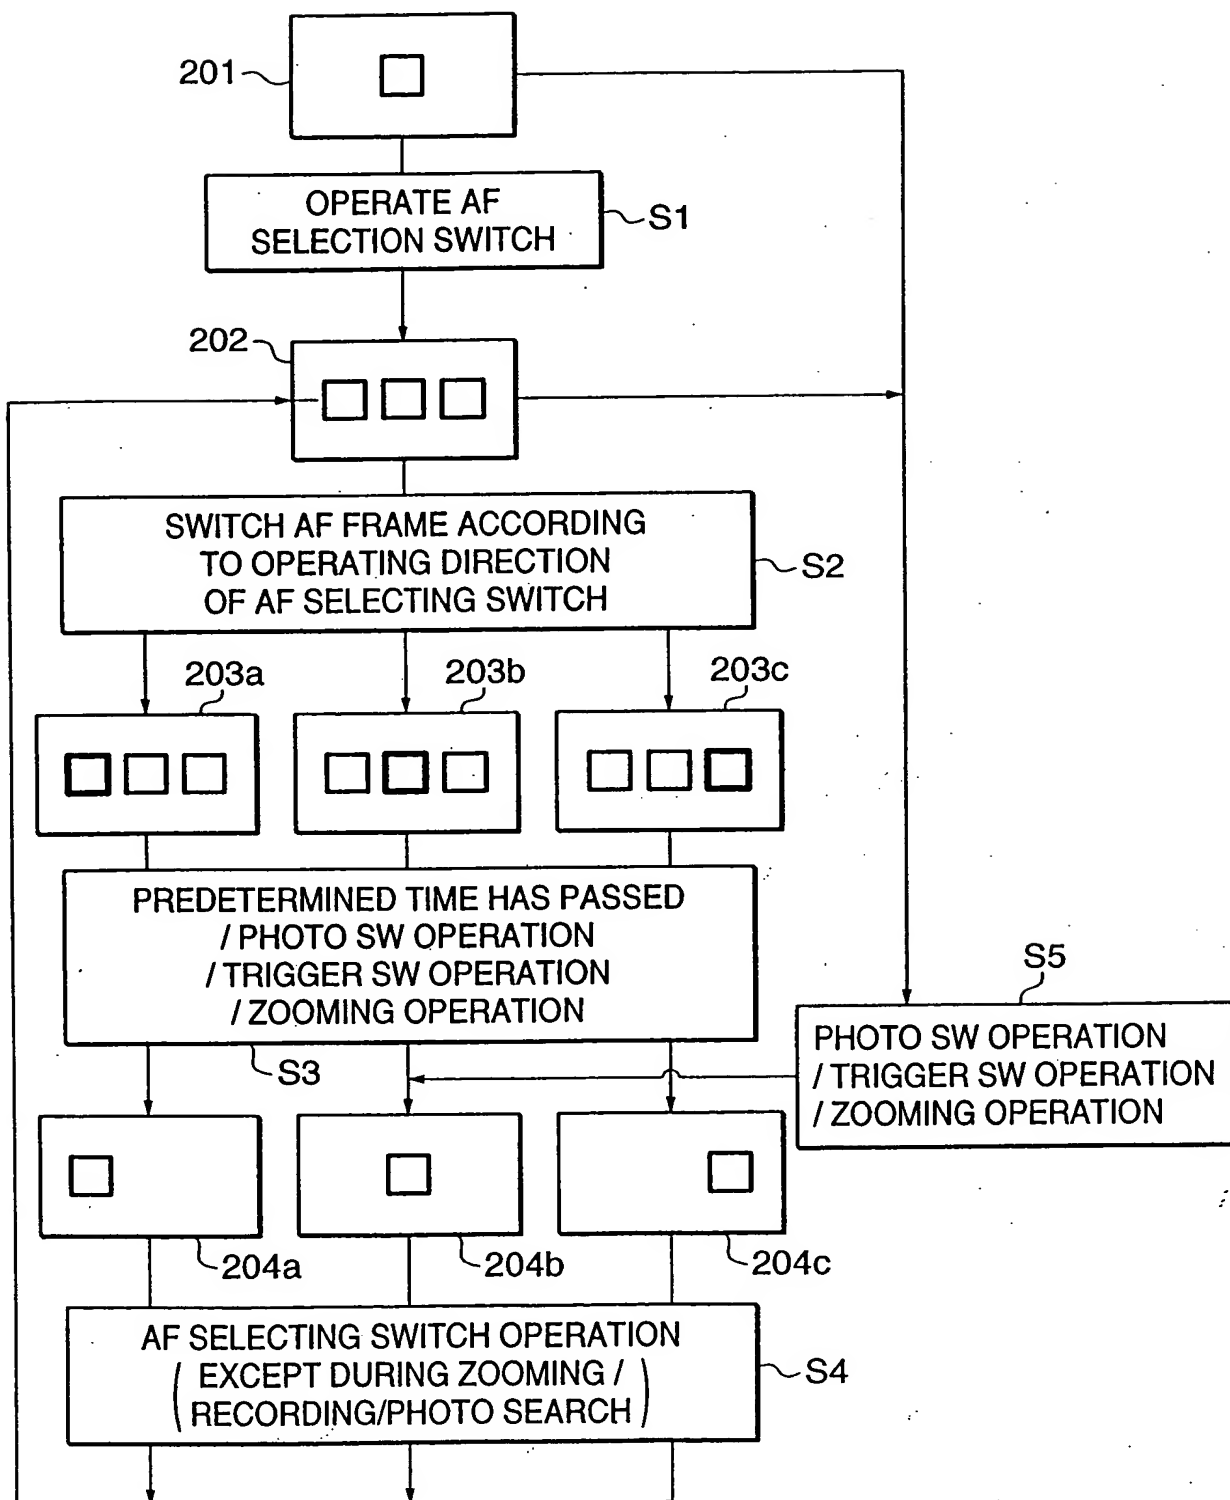 201
OPERATE AF
SELECTION SWITCH
S1
202
SWITCH AF FRAME ACCORDING
TO OPERATING DIRECTION
OF AF SELECTING SWITCH
S2
203a
203b
203c
PREDETERMINED TIME HAS PASSED
/ PHOTO SW OPERATION
/ TRIGGER SW OPERATION
/ ZOOMING OPERATION
S3
S5
PHOTO SW OPERATION
/ TRIGGER SW OPERATION
/ ZOOMING OPERATION
204a
204b
204c
AF SELECTING SWITCH OPERATION
( EXCEPT DURING ZOOMING /
RECORDING/PHOTO SEARCH )
S4